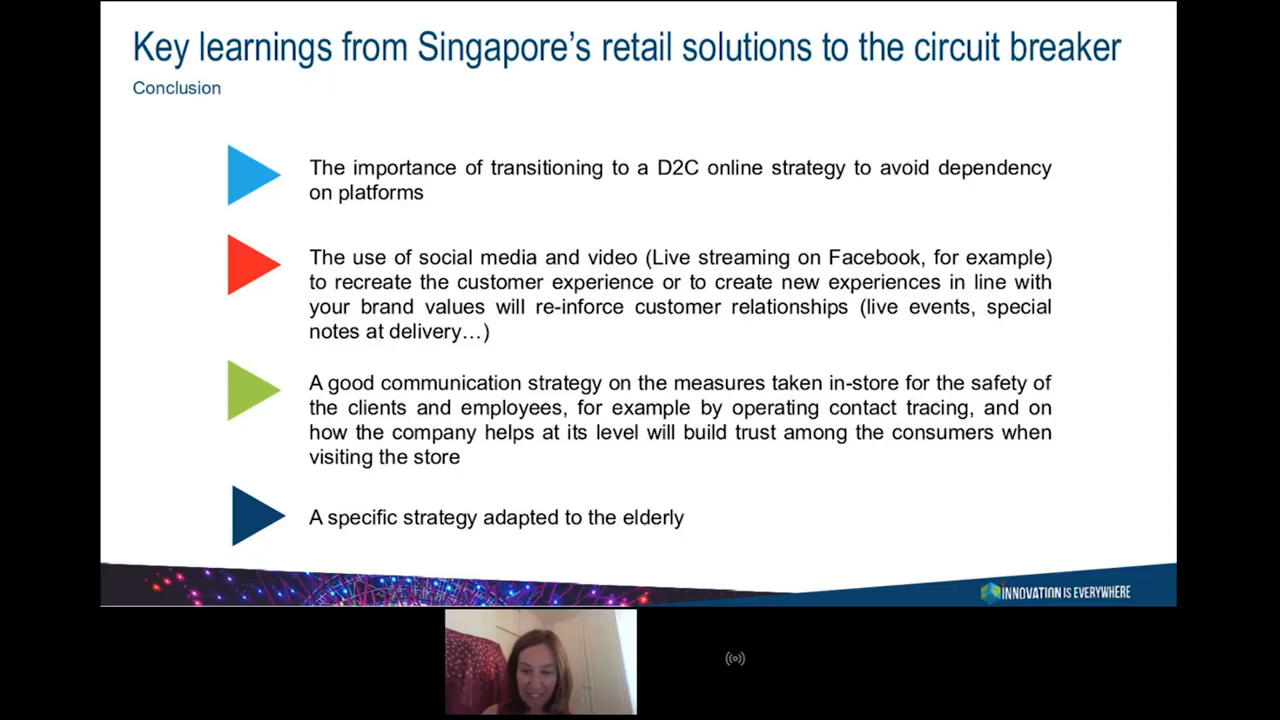 Key learnings from Singapore's retail solutions to the circuit breaker
Conclusion
The importance of transitioning to a D2C online strategy to avoid dependency
on platforms
The use of social media and video (Live streaming on Facebook, for example)
to recreate the customer experience or to create new experiences in line with
your brand values will re-inforce customer relationships (live events, special
notes at delivery…)
A good communication strategy on the measures taken in-store for the safety of
the clients and employees, for example by operating contact tracing, and on
how the company helps at its level will build trust among the consumers when
visiting the store
A specific strategy adapted to the elderly
INNOVATION IS EVERYWHERE